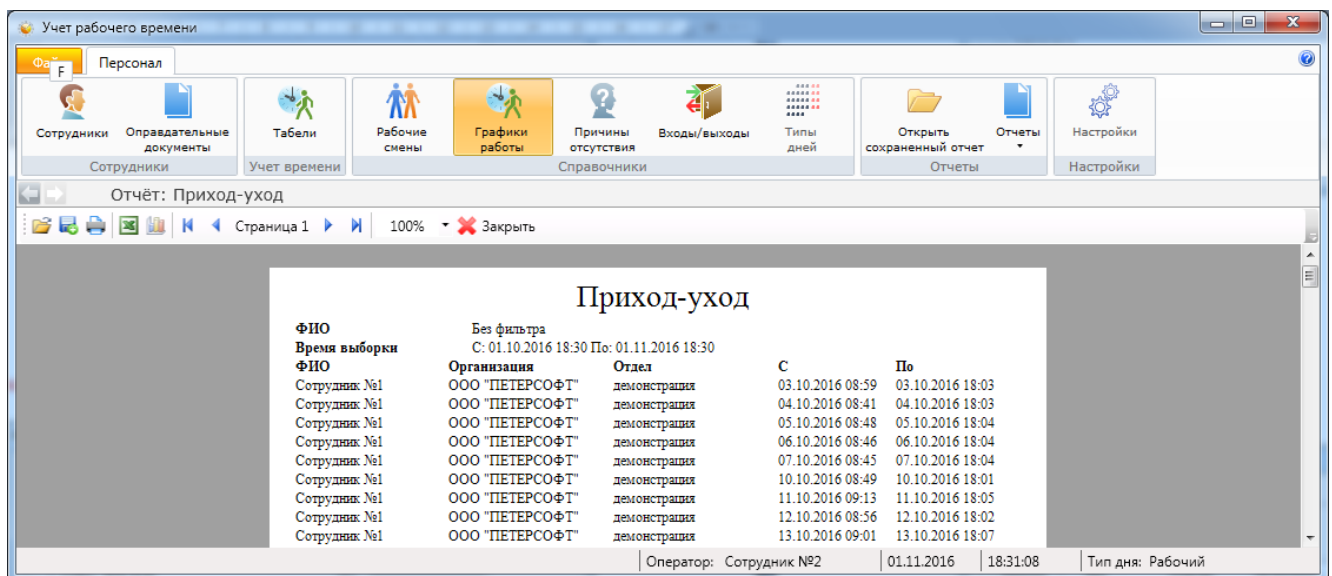 Учет рабочего времени
Персонал
F
Сотрудники Оправдательные документы Табели Рабочие смены Графики работы Причины отсутствия Входы/выходы Типы дней Открыть сохраненный отчет Отчеты Настройки
Сотрудники Учет времени Справочники Отчеты Настройки
Отчёт: Приход-уход
Страница 1 100% Закрыть
Приход-уход
ФИО Без фильтра
Время выборки С: 01.10.2016 18:30 По: 01.11.2016 18:30
ФИО Организация Отдел С По
Сотрудник №1 ООО "ПЕТЕРСОФТ" демонстрация 03.10.2016 08:59 03.10.2016 18:03
Сотрудник №1 ООО "ПЕТЕРСОФТ" демонстрация 04.10.2016 08:41 04.10.2016 18:03
Сотрудник №1 ООО "ПЕТЕРСОФТ" демонстрация 05.10.2016 08:48 05.10.2016 18:04
Сотрудник №1 ООО "ПЕТЕРСОФТ" демонстрация 06.10.2016 08:46 06.10.2016 18:04
Сотрудник №1 ООО "ПЕТЕРСОФТ" демонстрация 07.10.2016 08:45 07.10.2016 18:04
Сотрудник №1 ООО "ПЕТЕРСОФТ" демонстрация 10.10.2016 08:49 10.10.2016 18:01
Сотрудник №1 ООО "ПЕТЕРСОФТ" демонстрация 11.10.2016 09:13 11.10.2016 18:05
Сотрудник №1 ООО "ПЕТЕРСОФТ" демонстрация 12.10.2016 08:56 12.10.2016 18:02
Сотрудник №1 ООО "ПЕТЕРСОФТ" демонстрация 13.10.2016 09:01 13.10.2016 18:07
Оператор: Сотрудник №2 01.11.2016 18:31:08 Тип дня: Рабочий